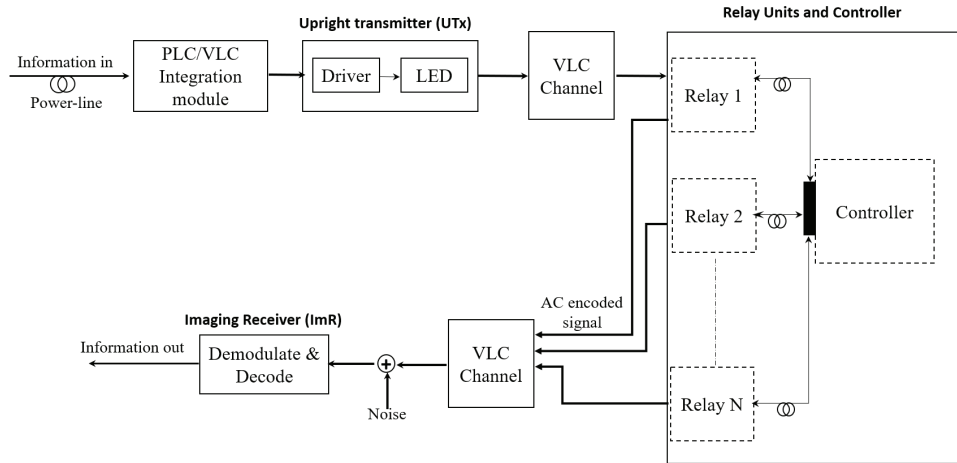 Relay Units and Controller
Upright transmitter (UTx)
Information in
Power-line
PLC/VLC
Integration
module
Driver
LED
VLC
Channel
Relay 1
Relay 2
Controller
AC encoded
signal
Imaging Receiver (ImR)
Information out
Demodulate &
Decode
+
Noise
VLC
Channel
Relay N